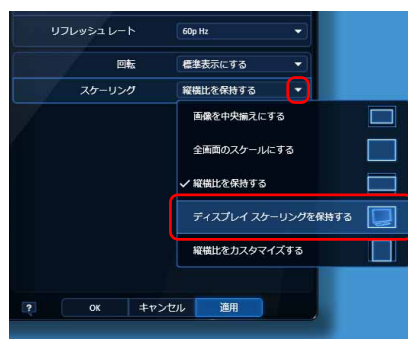 リフレッシュ レート 60p Hz
回転 標準表示にする
スケーリング 縦横比を保持する
画像を中央揃えにする
全画面のスケールにする
✓ 縦横比を保持する
ディスプレイ スケーリングを保持する
縦横比をカスタマイズする
? OK キャンセル 適用